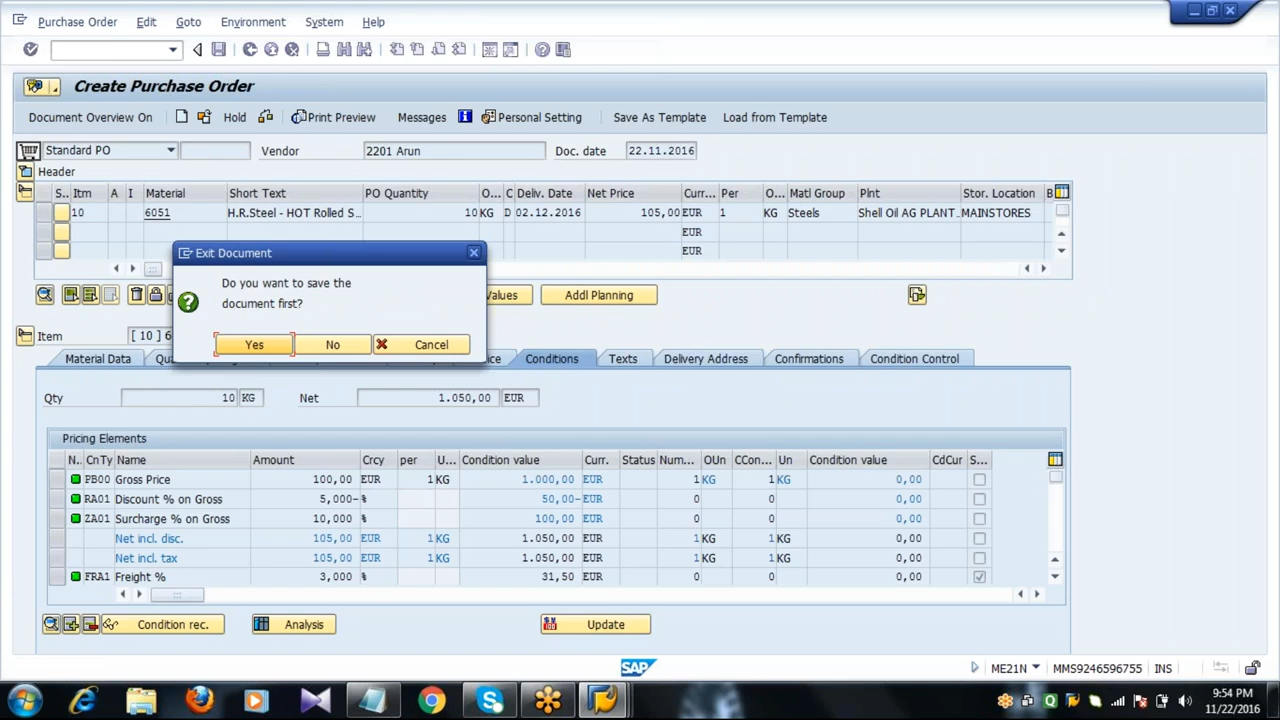 Purchase Order Edit Goto Environment System Help
Create Purchase Order
Document Overview On Hold Print Preview Messages Personal Setting Save As Template Load from Template
Standard PO Vendor 2201 Arun Doc. date 22.11.2016
Header
S.. Itm A I Material Short Text PO Quantity O... C Deliv. Date Net Price Curr... Per O... Matl Group Plnt Stor. Location B
10 6051 H.R.Steel - HOT Rolled S... 10 KG D 02.12.2016 105,00 EUR 1 KG Steels Shell Oil AG PLANT MAINSTORES
EUR
EUR
Exit Document
Do you want to save the
document first?
Yes No Cancel
Values Addl Planning
Item [ 10 ] 6
Material Data Conditions Texts Delivery Address Confirmations Condition Control
Qty 10 KG Net 1.050,00 EUR
Pricing Elements
N.. CnTy Name Amount Crcy per U... Condition value Curr. Status Num... OUn CCon... Un Condition value CdCur S...
PB00 Gross Price 100,00 EUR 1 KG 1.000,00 EUR 1 KG 1 KG 0,00
RA01 Discount % on Gross 5,000- % 50,00- EUR 0 0 0,00
ZA01 Surcharge % on Gross 10,000 % 100,00 EUR 0 0 0,00
Net incl. disc. 105,00 EUR 1 KG 1.050,00 EUR 1 KG 1 KG 0,00
Net incl. tax 105,00 EUR 1 KG 1.050,00 EUR 1 KG 1 KG 0,00
FRA1 Freight % 3,000 % 31,50 EUR 0 0 0,00
Condition rec. Analysis Update
SAP ME21N MMS9246596755 INS
9:54 PM
11/22/2016